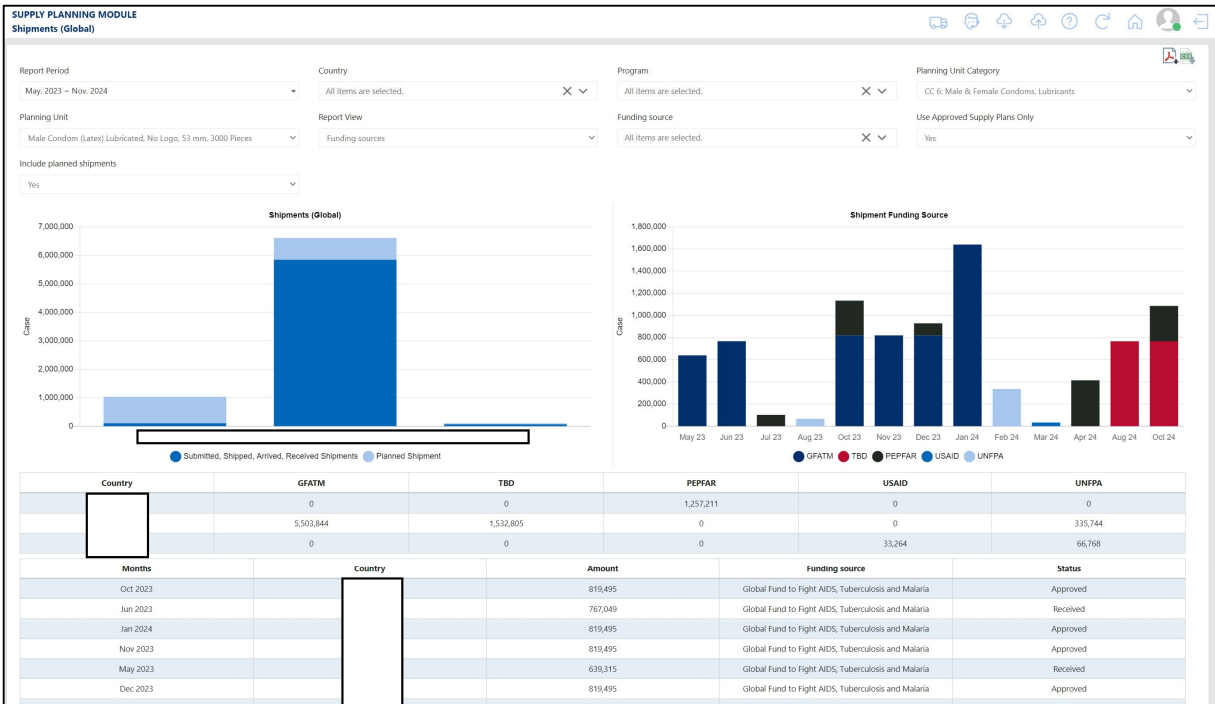 SUPPLY PLANNING MODULE
Shipments (Global)
Report Period
Country
Program
Planning Unit Category
May. 2023 ~ Nov. 2024
All items are selected.
All items are selected.
CC 6: Male & Female Condoms, Lubricants
Planning Unit
Report View
Funding source
Use Approved Supply Plans Only
Male Condom (Latex) Lubricated, No Logo, 53 mm, 3000 Pieces
Funding sources
All items are selected.
Yes
Include planned shipments
Yes
Shipments (Global)
7,000,000
6,000,000
5,000,000
4,000,000
3,000,000
2,000,000
1,000,000
0
Case
Submitted, Shipped, Arrived, Received Shipments Planned Shipment
Shipment Funding Source
1,800,000
1,600,000
1,400,000
1,200,000
1,000,000
800,000
600,000
400,000
200,000
0
Case
May 23 Jun 23 Jul 23 Aug 23 Oct 23 Nov 23 Dec 23 Jan 24 Feb 24 Mar 24 Apr 24 Aug 24 Oct 24
GFATM TBD PEPFAR USAID UNFPA
Country GFATM TBD PEPFAR USAID UNFPA
0 0 1,257,211 0 0
5,503,844 1,532,805 0 0 335,744
0 0 0 33,264 66,768
Months Country Amount Funding source Status
Oct 2023 819,495 Global Fund to Fight AIDS, Tuberculosis and Malaria Approved
Jun 2023 767,049 Global Fund to Fight AIDS, Tuberculosis and Malaria Received
Jan 2024 819,495 Global Fund to Fight AIDS, Tuberculosis and Malaria Approved
Nov 2023 819,495 Global Fund to Fight AIDS, Tuberculosis and Malaria Approved
May 2023 639,315 Global Fund to Fight AIDS, Tuberculosis and Malaria Received
Dec 2023 819,495 Global Fund to Fight AIDS, Tuberculosis and Malaria Approved